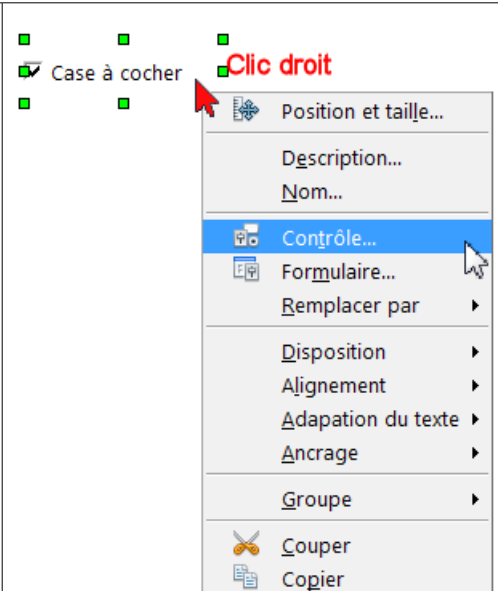 Case à cocher
Clic droit
Position et taille...
Description...
Nom...
Contrôle...
Formulaire...
Remplacer par
Disposition
Alignement
Adapation du texte
Ancrage
Groupe
Couper
Copier